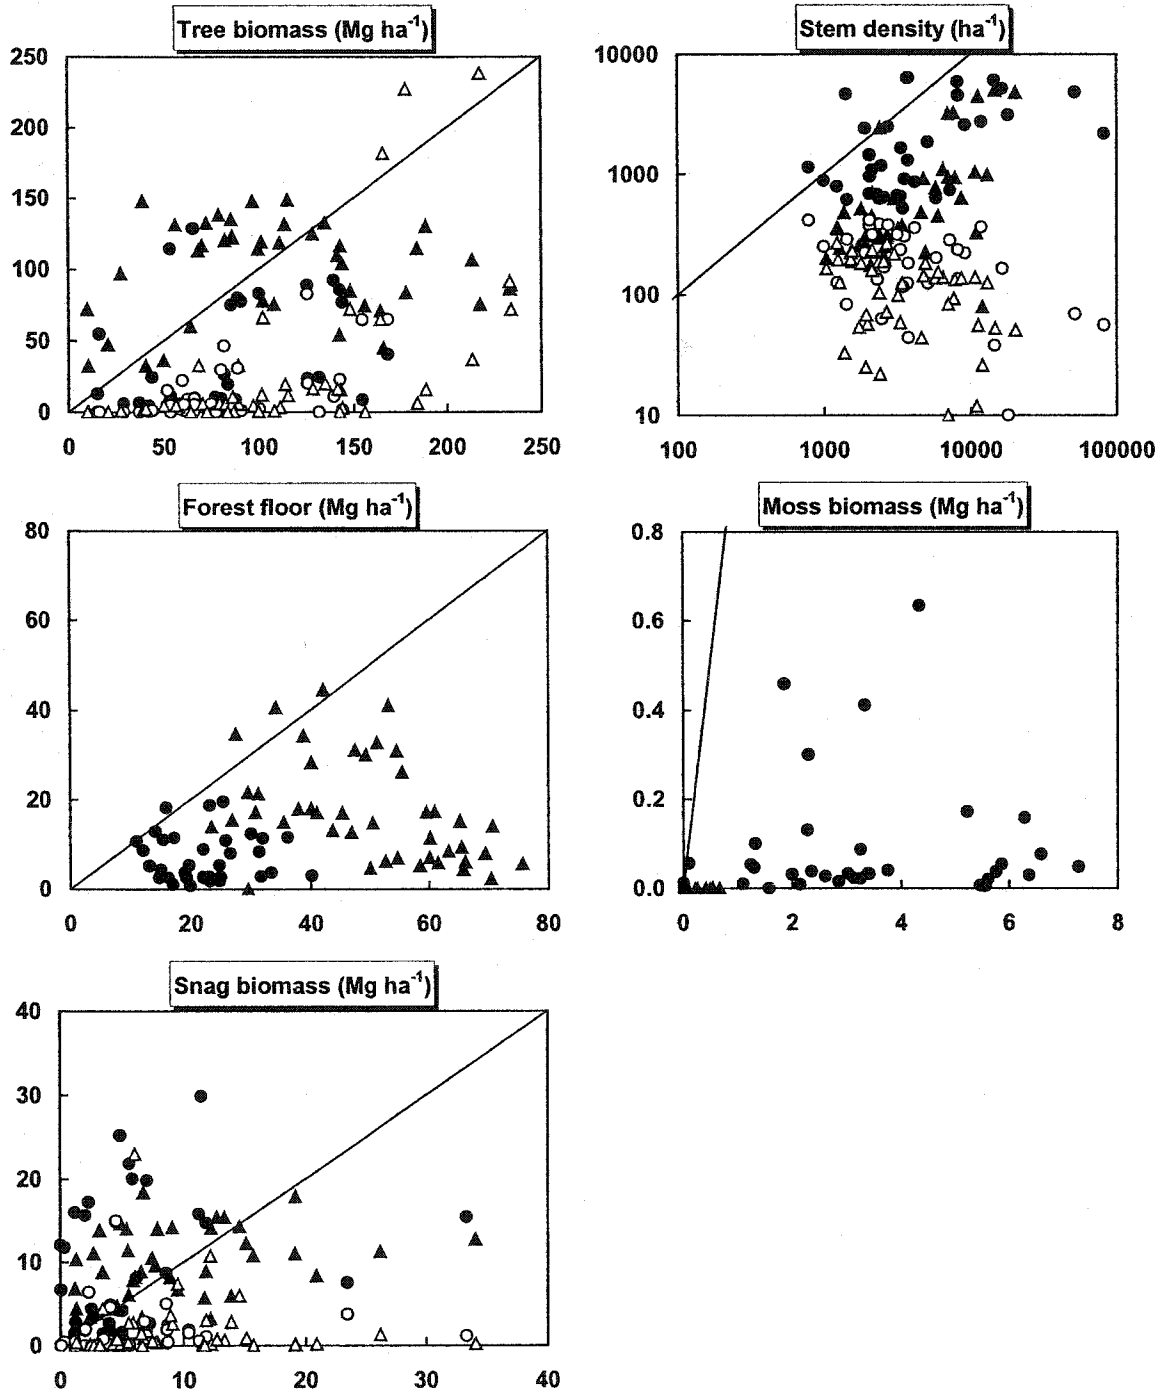 Tree biomass (Mg ha⁻¹)
250
200
150
100
50
0
0 50 100 150 200 250
Stem density (ha⁻¹)
10000
1000
100
10
100 1000 10000 100000
Forest floor (Mg ha⁻¹)
80
60
40
20
0
0 20 40 60 80
Moss biomass (Mg ha⁻¹)
0.8
0.6
0.4
0.2
0.0
0 2 4 6 8
Snag biomass (Mg ha⁻¹)
40
30
20
10
0
0 10 20 30 40